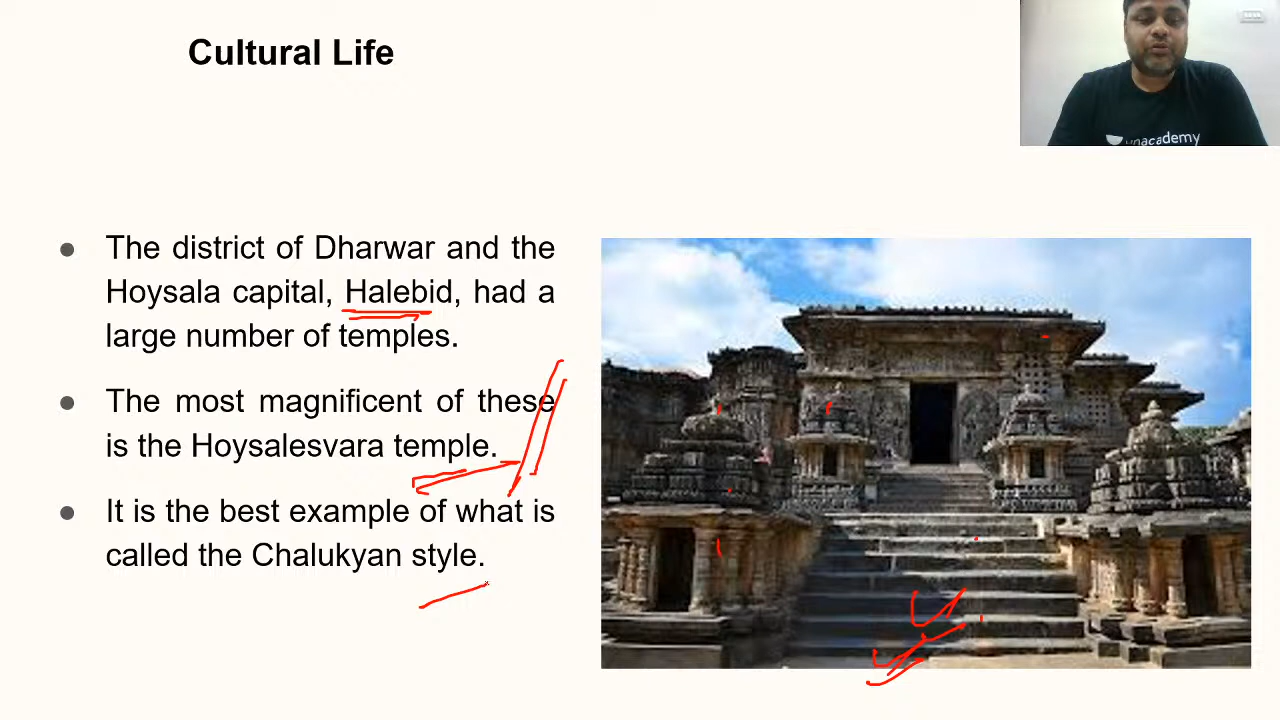 Cultural Life
unacademy
● The district of Dharwar and the
Hoysala capital, Halebid, had a
large number of temples.
● The most magnificent of these
is the Hoysalesvara temple.
● It is the best example of what is
called the Chalukyan style.